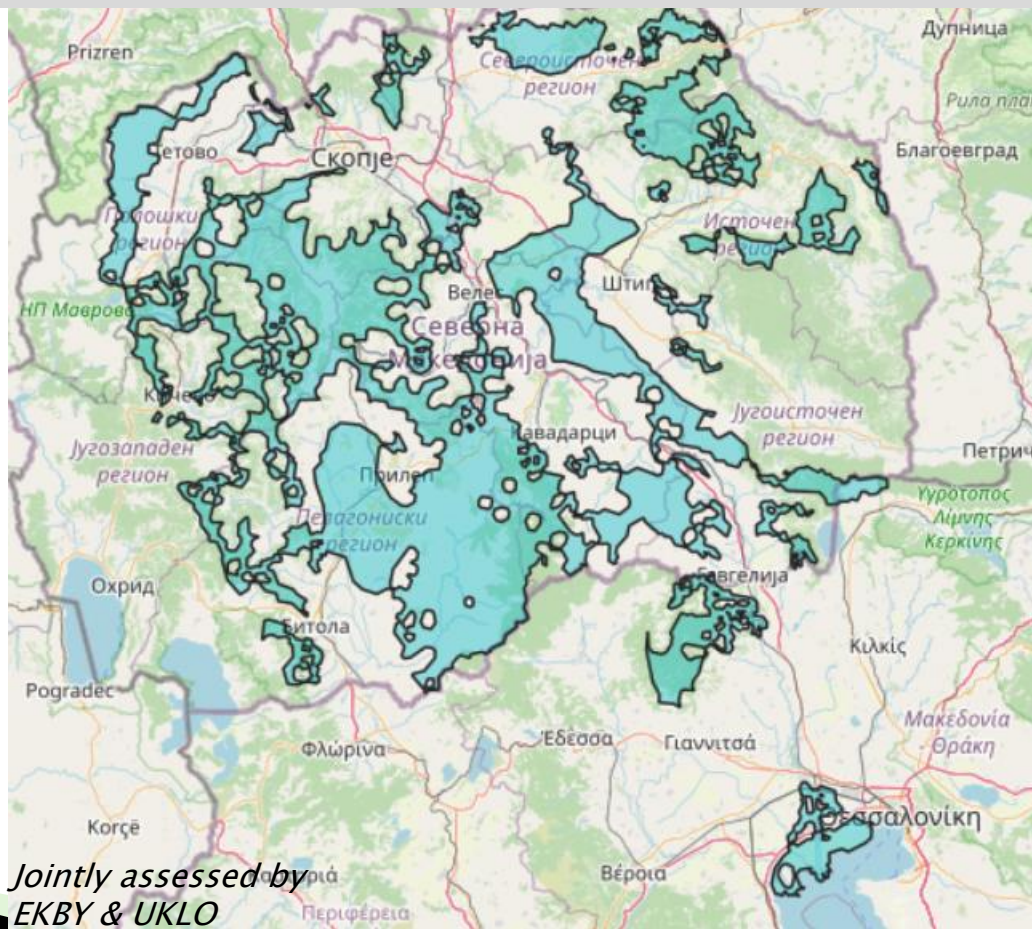 Дупница
Prizren
Североисточен
регион
Рила план
Тетово
Скопје
Благоевград
Полошки
регион
Источен
регион
Велес
Штип
НП Маврово
Северна
Македонија
Кичево
Југозападен
регион
Кавадарци
Југоисточен
регион
Прилеп
Петрич
Пелагониски
регион
Υγρότοπος
Λίμνης
Κερκίνης
Охрид
Гевгелија
Битола
Κιλκίς
Pogradec
Μακεδονία
- Θράκη
Φλώρινα
Έδεσσα
Γιαννιτσά
Korçë
Θεσσαλονίκη
Jointly assessed by
EKBY & UKLO
Βέροια
Περιφέρεια